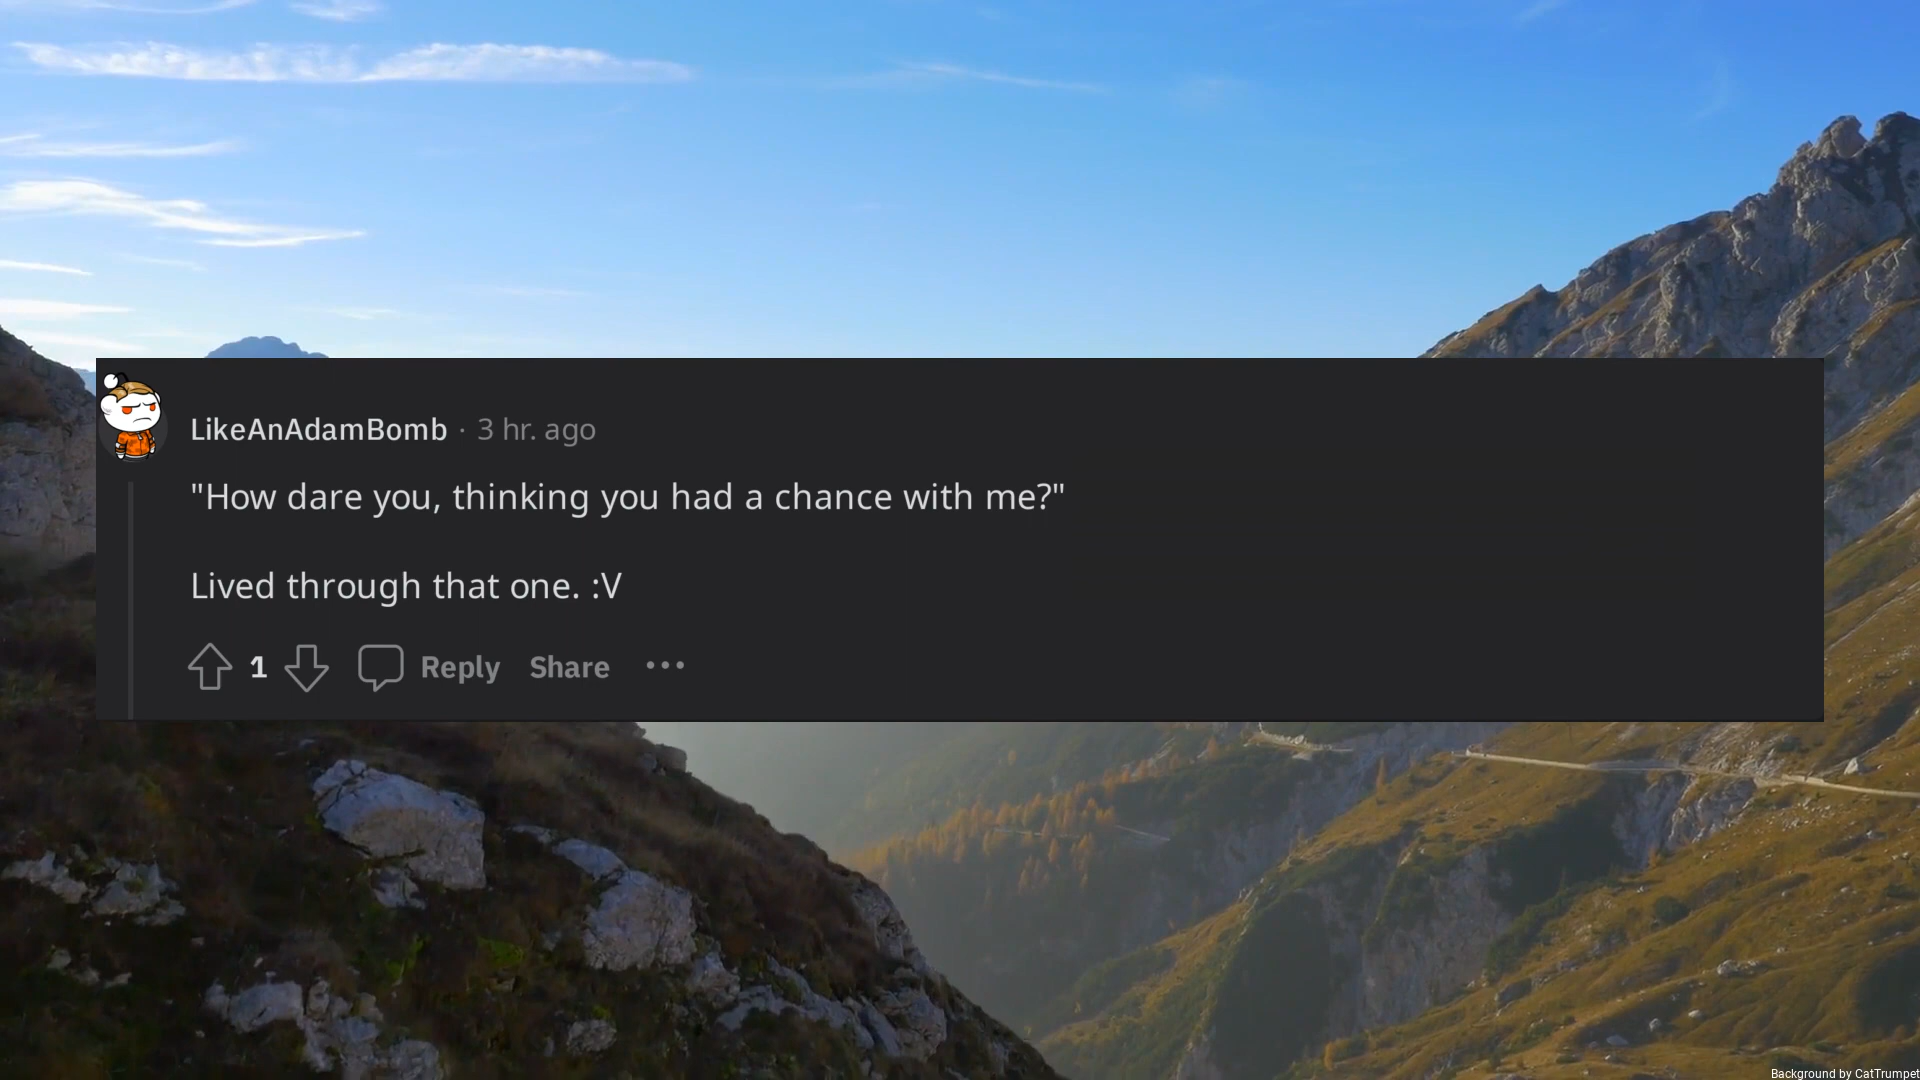 LikeAnAdamBomb · 3 hr. ago
"How dare you, thinking you had a chance with me?"
Lived through that one. :V
1 Reply Share ···
Background by CatTrumpet